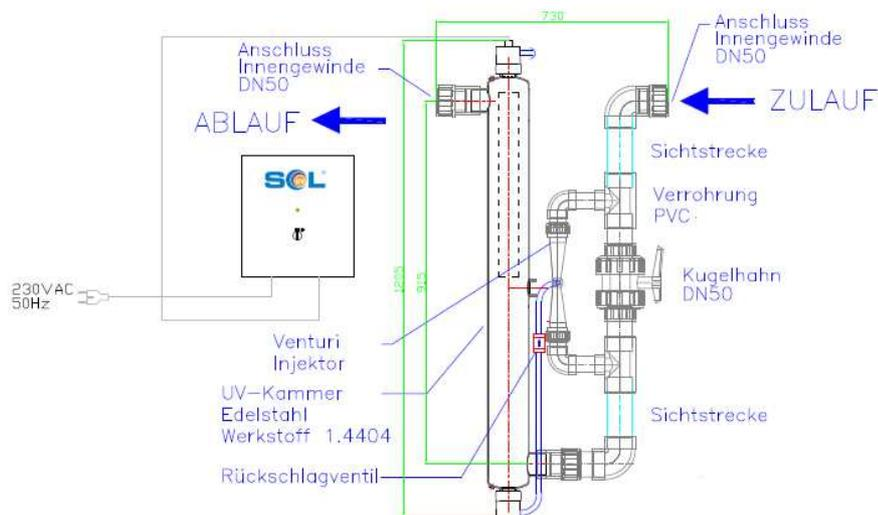 730
Anschluss
Innengewinde
DN50
Anschluss
Innengewinde
DN50
ABLAUF
ZULAUF
Sichtstrecke
SOL
Verrohrung
PVC
1205
915
230VAC
50Hz
Kugelhahn
DN50
Venturi
Injektor
UV-Kammer
Edelstahl
Werkstoff 1.4404
Sichtstrecke
Rückschlagventil